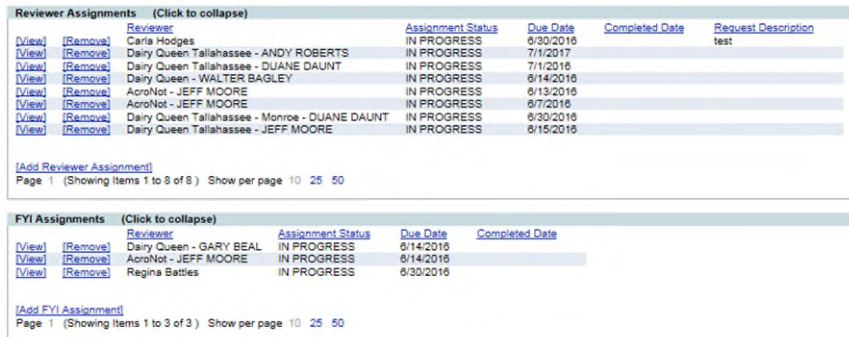 Reviewer Assignments (Click to collapse)
Reviewer Assignment Status Due Date Completed Date Request Description
[View] [Remove] Carla Hodges IN PROGRESS 6/30/2016 test
[View] [Remove] Dairy Queen Tallahassee - ANDY ROBERTS IN PROGRESS 7/1/2017
[View] [Remove] Dairy Queen Tallahassee - DUANE DAUNT IN PROGRESS 7/1/2016
[View] [Remove] Dairy Queen - WALTER BAGLEY IN PROGRESS 6/14/2016
[View] [Remove] AcroNot - JEFF MOORE IN PROGRESS 6/13/2016
[View] [Remove] AcroNot - JEFF MOORE IN PROGRESS 6/7/2016
[View] [Remove] Dairy Queen Tallahassee - Monroe - DUANE DAUNT IN PROGRESS 6/30/2016
[View] [Remove] Dairy Queen Tallahassee - JEFF MOORE IN PROGRESS 6/15/2016
[Add Reviewer Assignment]
Page 1 (Showing Items 1 to 8 of 8 ) Show per page 10 25 50
FYI Assignments (Click to collapse)
Reviewer Assignment Status Due Date Completed Date
[View] [Remove] Dairy Queen - GARY BEAL IN PROGRESS 6/14/2016
[View] [Remove] AcroNot - JEFF MOORE IN PROGRESS 6/14/2016
[View] [Remove] Regina Battles IN PROGRESS 6/30/2016
[Add FYI Assignment]
Page 1 (Showing Items 1 to 3 of 3 ) Show per page 10 25 50